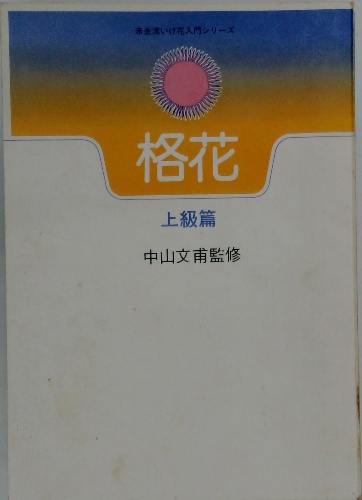 未生流いけ花入門シリーズ
格花
上級篇
中山文甫監修